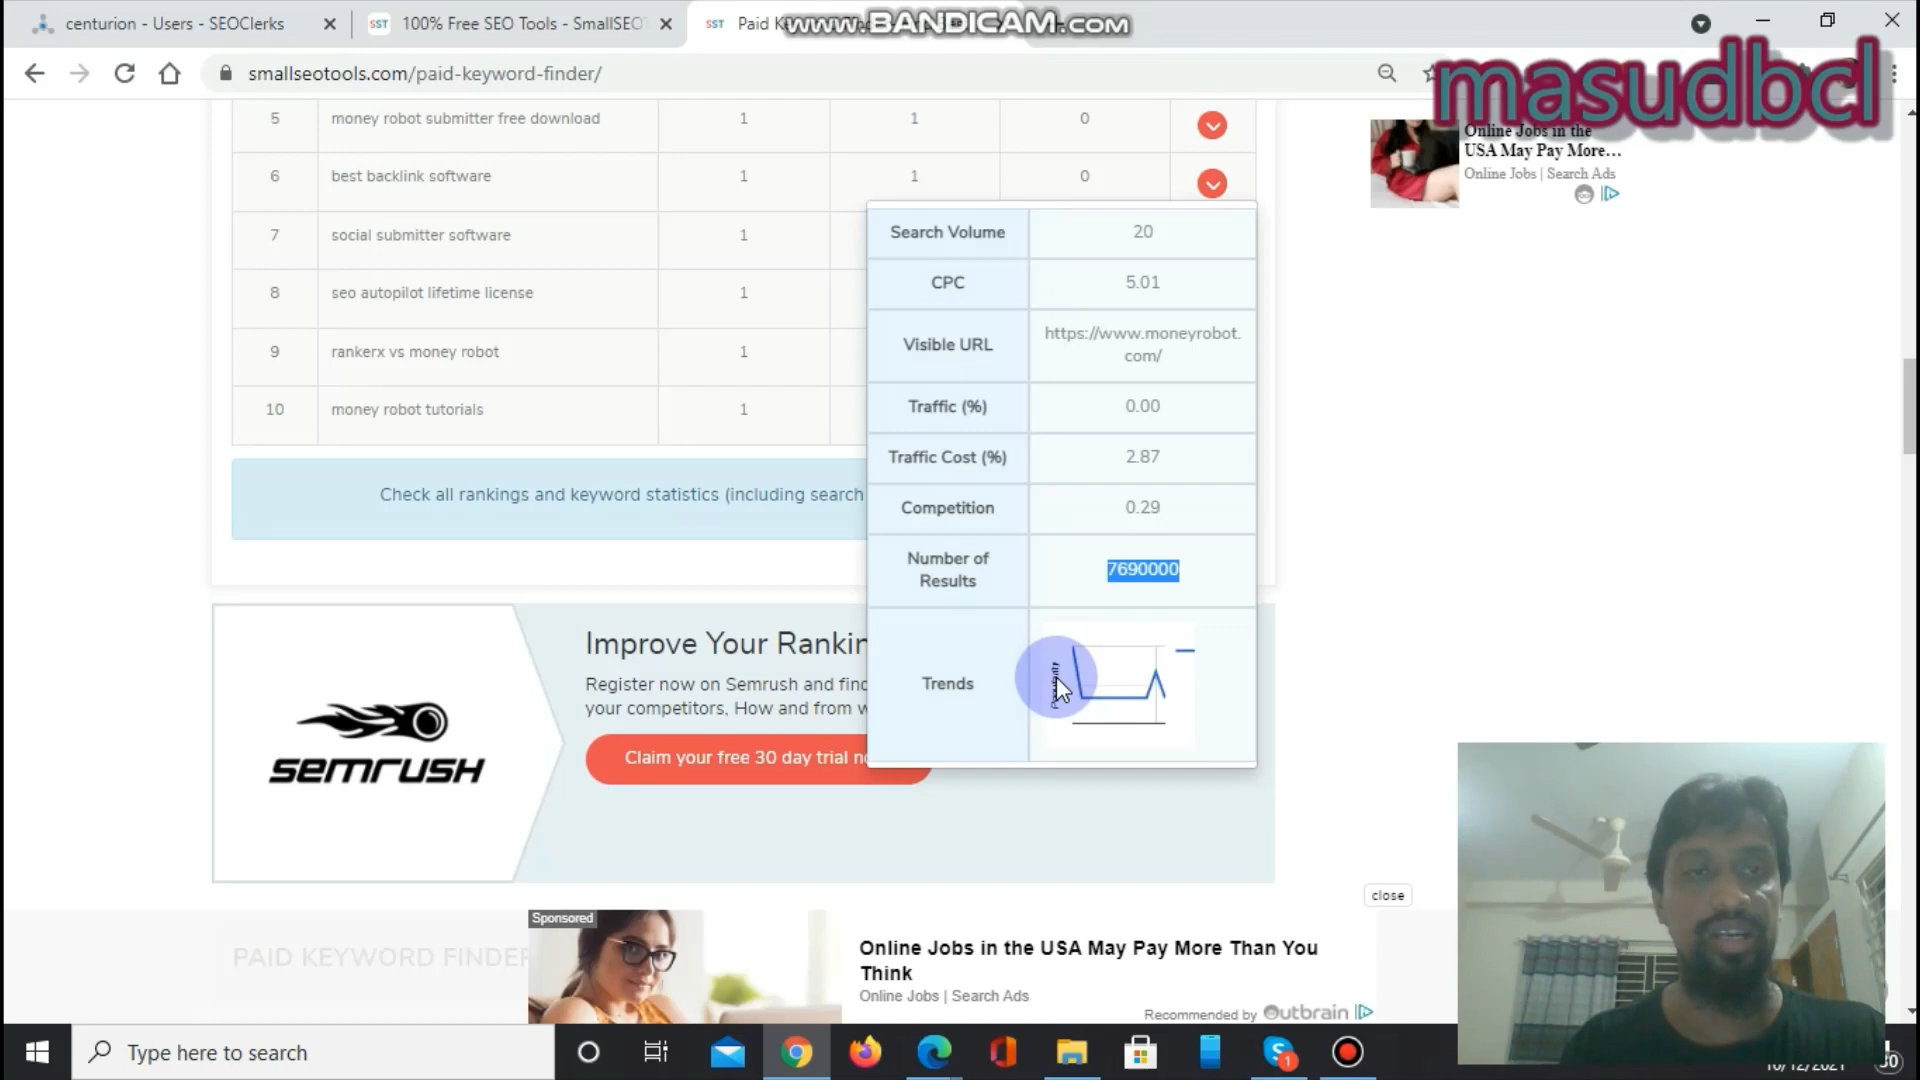 centurion - Users - SEOClerks
100% Free SEO Tools - SmallSEO
Paid K
www.BANDICAM.com
smallseotools.com/paid-keyword-finder/
masudbcl
5 money robot submitter free download 1 1 0
6 best backlink software 1 1 0
7 social submitter software 1
8 seo autopilot lifetime license 1
9 rankerx vs money robot 1
10 money robot tutorials 1
Check all rankings and keyword statistics (including search
Search Volume 20
CPC 5.01
Visible URL https://www.moneyrobot.
com/
Traffic (%) 0.00
Traffic Cost (%) 2.87
Competition 0.29
Number of
Results
7690000
Trends
Online Jobs in the
USA May Pay More...
Online Jobs | Search Ads
Improve Your Rankin
Register now on Semrush and find
your competitors, How and from w
Claim your free 30 day trial no
SEMRUSH
close
PAID KEYWORD FINDER
Sponsored
Online Jobs in the USA May Pay More Than You
Think
Online Jobs | Search Ads
Recommended by Outbrain
Type here to search
1
10/12/2021
30